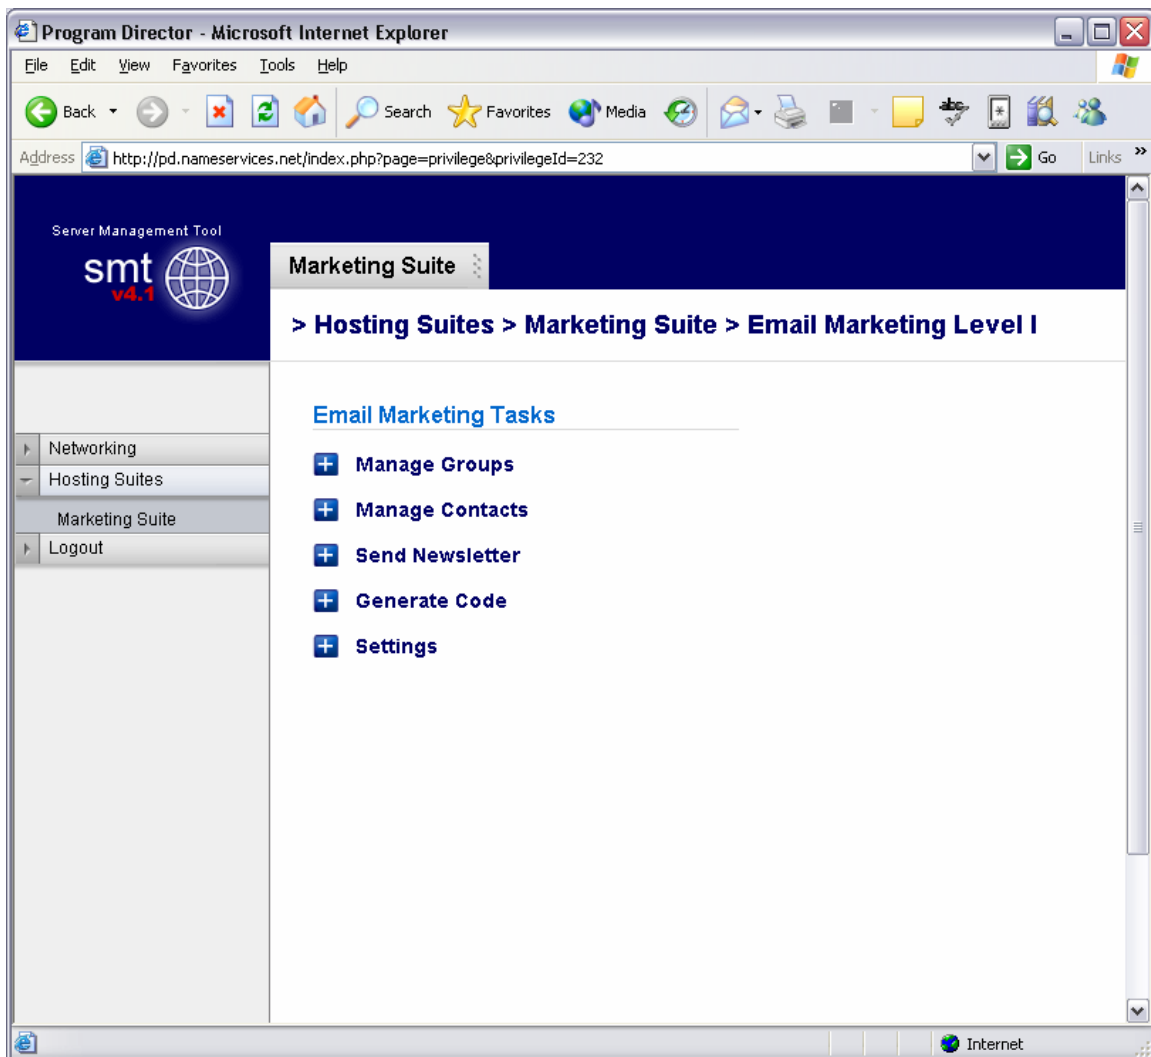 Program Director - Microsoft Internet Explorer
File Edit View Favorites Tools Help
Back Search Favorites Media
Address http://pd.nameservices.net/index.php?page=privilege&privilegeId=232 Go Links »
Server Management Tool
smt
v4.1
Marketing Suite
> Hosting Suites > Marketing Suite > Email Marketing Level I
Email Marketing Tasks
Networking
Hosting Suites
Marketing Suite
Logout
Manage Groups
Manage Contacts
Send Newsletter
Generate Code
Settings
Internet